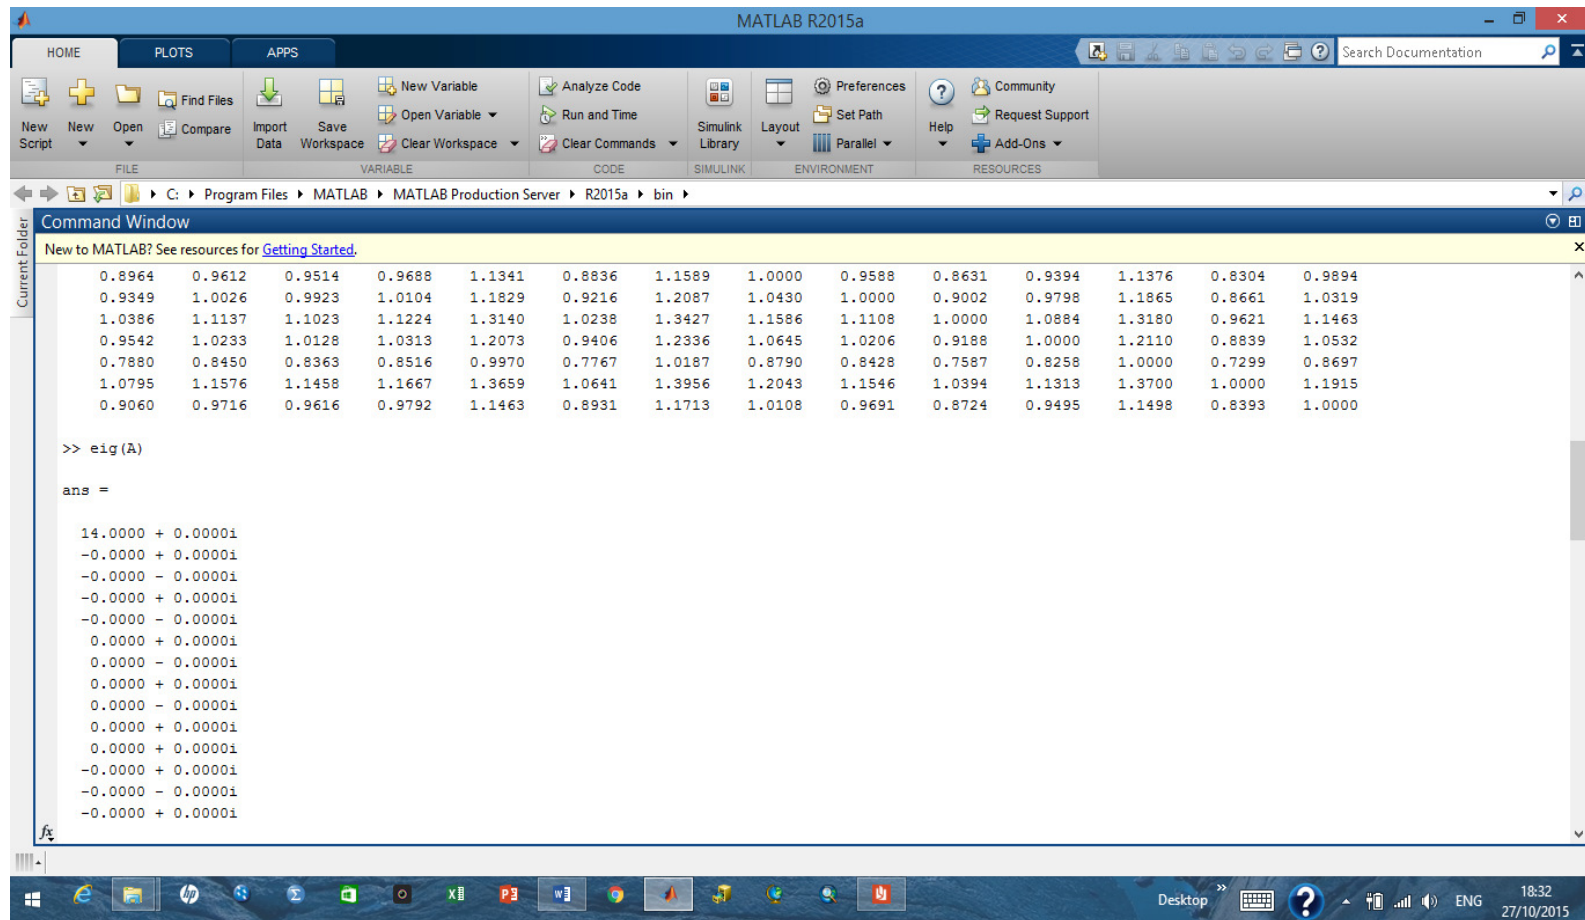 MATLAB R2015a
HOME PLOTS APPS
Search Documentation
New Script
New
Open
Find Files
Compare
Import Data
Save Workspace
New Variable
Open Variable
Clear Workspace
Analyze Code
Run and Time
Clear Commands
Simulink Library
Layout
Preferences
Set Path
Parallel
Help
Community
Request Support
Add-Ons
FILE VARIABLE CODE SIMULINK ENVIRONMENT RESOURCES
C: Program Files MATLAB MATLAB Production Server R2015a bin
Current Folder
Command Window
New to MATLAB? See resources for Getting Started.
0.8964 0.9612 0.9514 0.9688 1.1341 0.8836 1.1589 1.0000 0.9588 0.8631 0.9394 1.1376 0.8304 0.9894
0.9349 1.0026 0.9923 1.0104 1.1829 0.9216 1.2087 1.0430 1.0000 0.9002 0.9798 1.1865 0.8661 1.0319
1.0386 1.1137 1.1023 1.1224 1.3140 1.0238 1.3427 1.1586 1.1108 1.0000 1.0884 1.3180 0.9621 1.1463
0.9542 1.0233 1.0128 1.0313 1.2073 0.9406 1.2336 1.0645 1.0206 0.9188 1.0000 1.2110 0.8839 1.0532
0.7880 0.8450 0.8363 0.8516 0.9970 0.7767 1.0187 0.8790 0.8428 0.7587 0.8258 1.0000 0.7299 0.8697
1.0795 1.1576 1.1458 1.1667 1.3659 1.0641 1.3956 1.2043 1.1546 1.0394 1.1313 1.3700 1.0000 1.1915
0.9060 0.9716 0.9616 0.9792 1.1463 0.8931 1.1713 1.0108 0.9691 0.8724 0.9495 1.1498 0.8393 1.0000
>> eig(A)
ans =
14.0000 + 0.0000i
-0.0000 + 0.0000i
-0.0000 - 0.0000i
-0.0000 + 0.0000i
-0.0000 - 0.0000i
0.0000 + 0.0000i
0.0000 - 0.0000i
0.0000 + 0.0000i
0.0000 - 0.0000i
0.0000 + 0.0000i
0.0000 + 0.0000i
-0.0000 + 0.0000i
-0.0000 - 0.0000i
-0.0000 + 0.0000i
fx
Desktop
ENG
18:32
27/10/2015